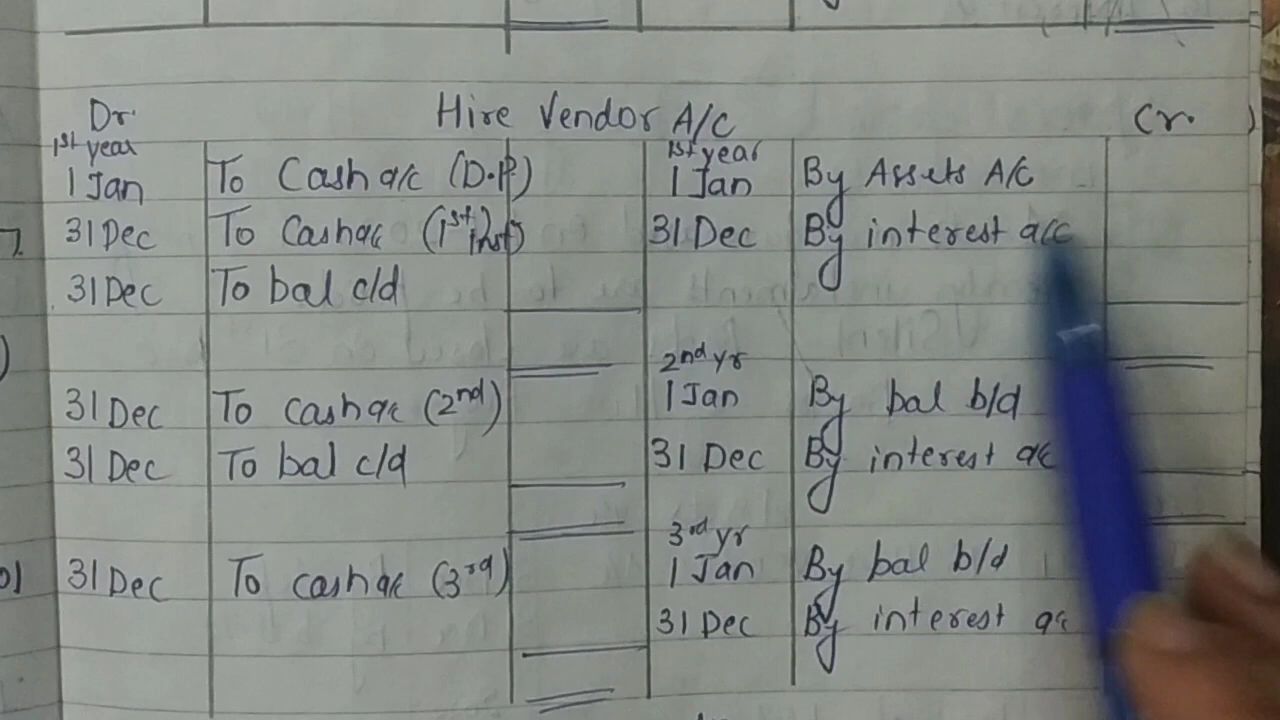 Dr. Hire Vendor A/C Cr.
1st year 1st year
1 Jan To Cash a/c (D.P) 1 Jan By Assets A/C
31 Dec To Cash a/c (1st inst) 31 Dec By interest a/c
31 Dec To bal c/d
2nd yr
31 Dec To cash a/c (2nd) 1 Jan By bal b/d
31 Dec To bal c/d 31 Dec By interest a/c
3rd yr
31 Dec To cash a/c (3rd) 1 Jan By bal b/d
31 Dec By interest a/c